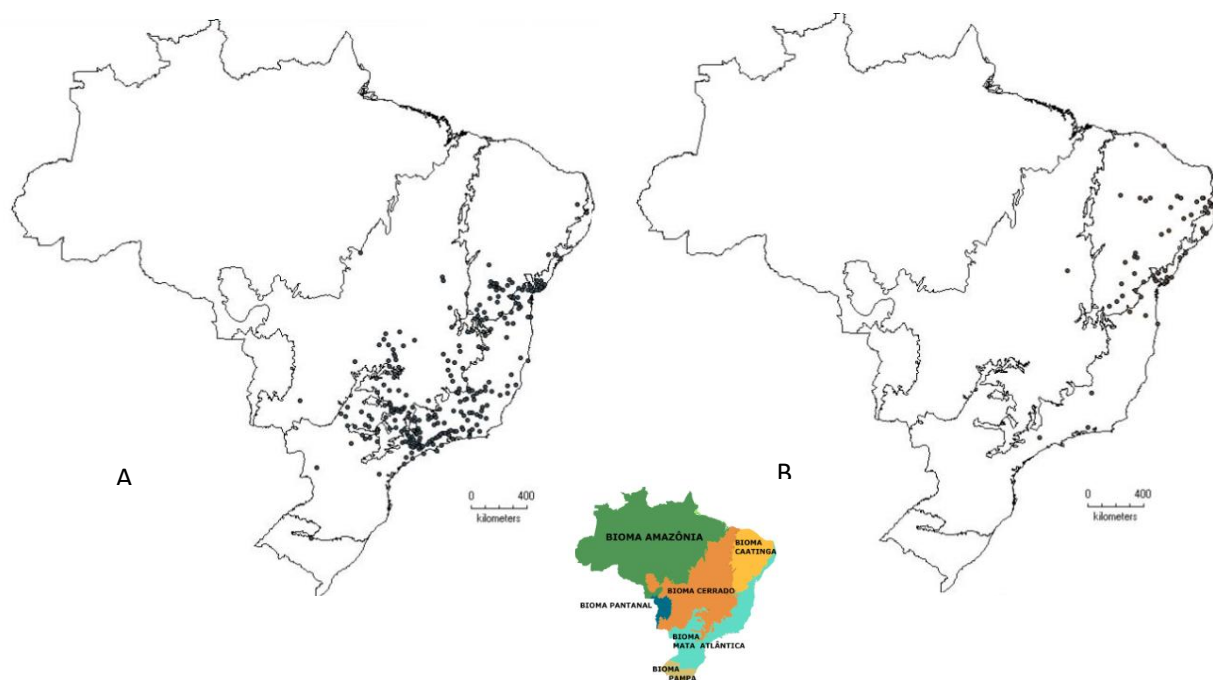 A
0 400
kilometers
B
0 400
kilometers
BIOMA AMAZÔNIA
BIOMA
CAATINGA
BIOMA CERRADO
BIOMA PANTANAL
BIOMA
MATA ATLÂNTICA
BIOMA
PAMPA